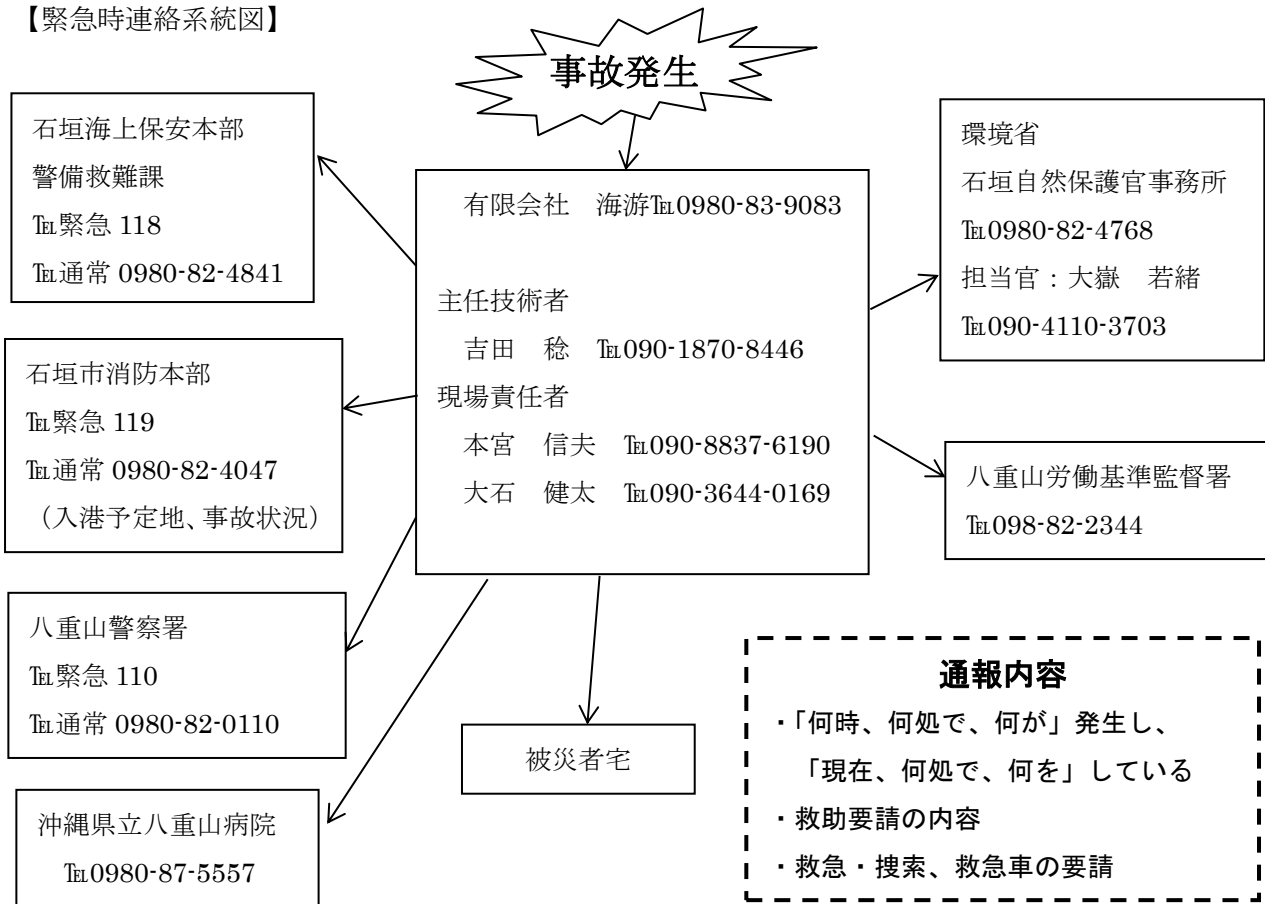 【緊急時連絡系統図】
事故発生
石垣海上保安本部
警備救難課
℡緊急 118
℡通常 0980-82-4841
石垣市消防本部
℡緊急 119
℡通常 0980-82-4047
（入港予定地、事故状況）
八重山警察署
℡緊急 110
℡通常 0980-82-0110
沖縄県立八重山病院
℡0980-87-5557
有限会社　海游℡0980-83-9083
主任技術者
吉田　稔　℡090-1870-8446
現場責任者
本宮　信夫　℡090-8837-6190
大石　健太　℡090-3644-0169
被災者宅
環境省
石垣自然保護官事務所
℡0980-82-4768
担当官：大嶽　若緒
℡090-4110-3703
八重山労働基準監督署
℡098-82-2344
通報内容
・「何時、何処で、何が」発生し、
「現在、何処で、何を」している
・救助要請の内容
・救急・捜索、救急車の要請